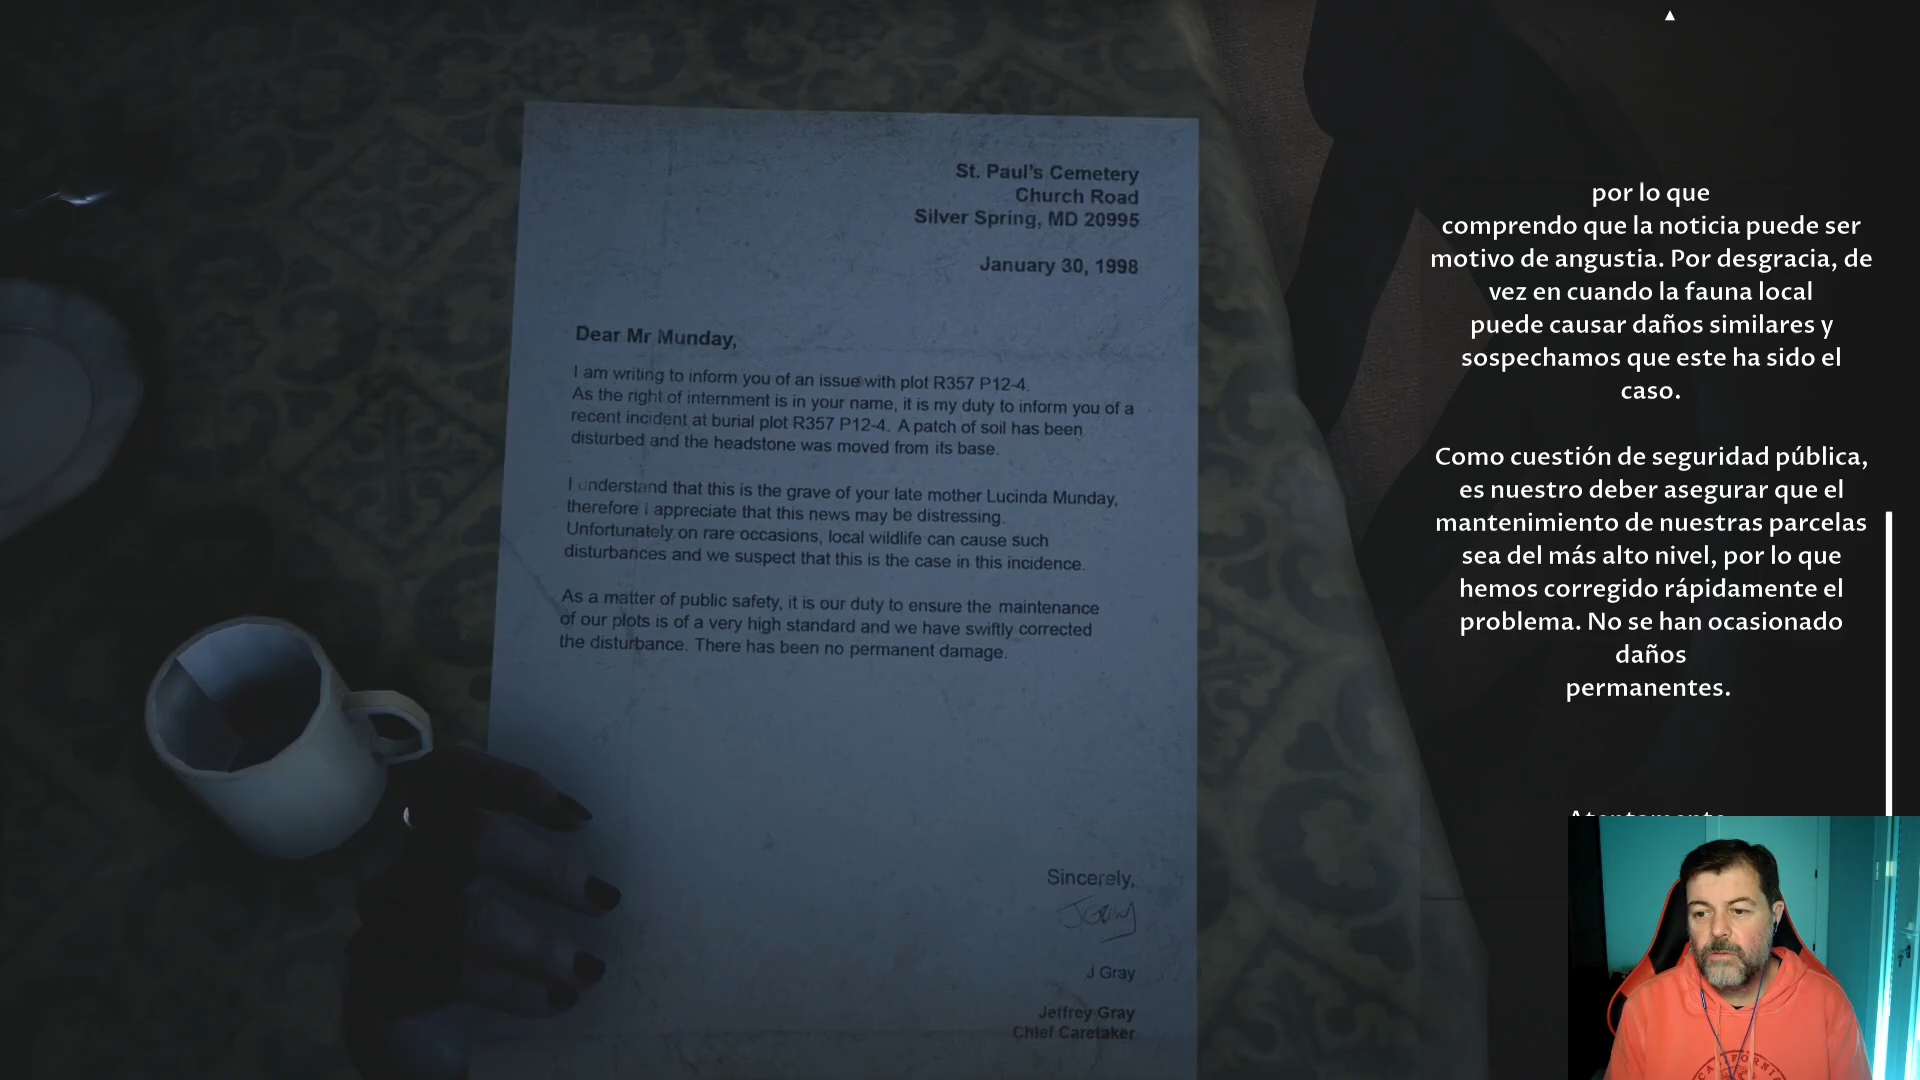 St. Paul's Cemetery
Church Road
Silver Spring, MD 20995
January 30, 1998
Dear Mr Munday,
I am writing to inform you of an issue with plot R357 P12-4.
As the right of internment is in your name, it is my duty to inform you of a
recent incident at burial plot R357 P12-4. A patch of soil has been
disturbed and the headstone was moved from its base.
I understand that this is the grave of your late mother Lucinda Munday,
therefore I appreciate that this news may be distressing.
Unfortunately on rare occasions, local wildlife can cause such
disturbances and we suspect that this is the case in this incidence.
As a matter of public safety, it is our duty to ensure the maintenance
of our plots is of a very high standard and we have swiftly corrected
the disturbance. There has been no permanent damage.
Sincerely,
JGray
J Gray
Jeffrey Gray
Chief Caretaker
por lo que
comprendo que la noticia puede ser
motivo de angustia. Por desgracia, de
vez en cuando la fauna local
puede causar daños similares y
sospechamos que este ha sido el
caso.
Como cuestión de seguridad pública,
es nuestro deber asegurar que el
mantenimiento de nuestras parcelas
sea del más alto nivel, por lo que
hemos corregido rápidamente el
problema. No se han ocasionado
daños
permanentes.